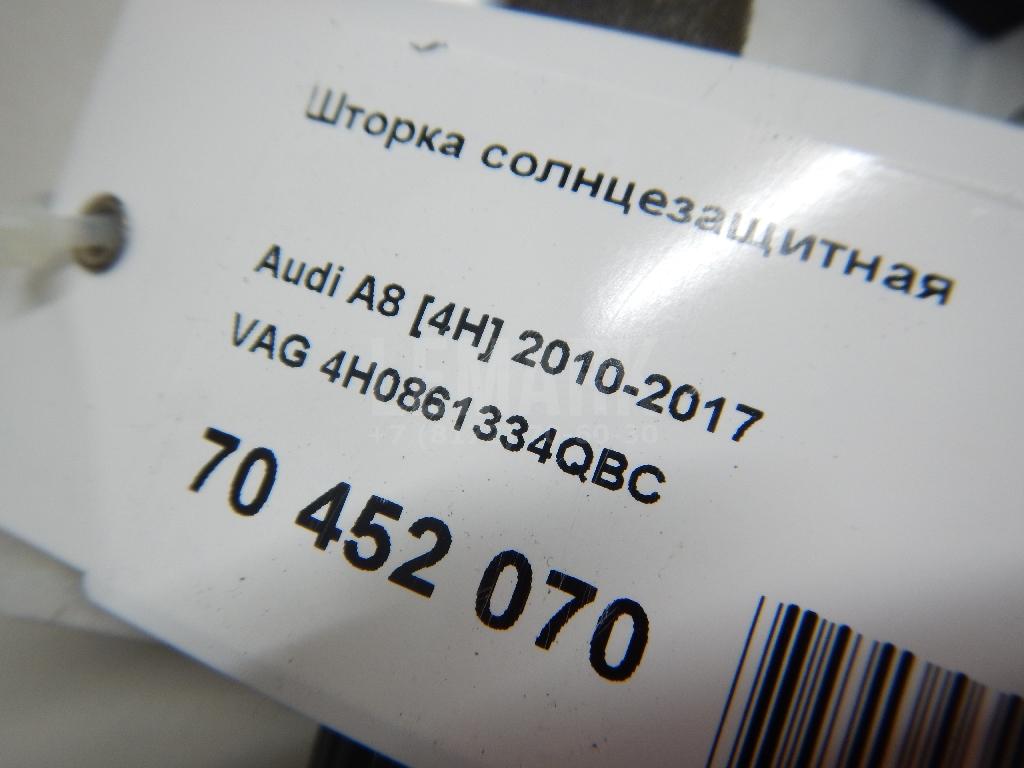 Шторка солнцезащитная
Audi A8 [4H] 2010-2017
VAG 4H0861334QBC
70 452 070